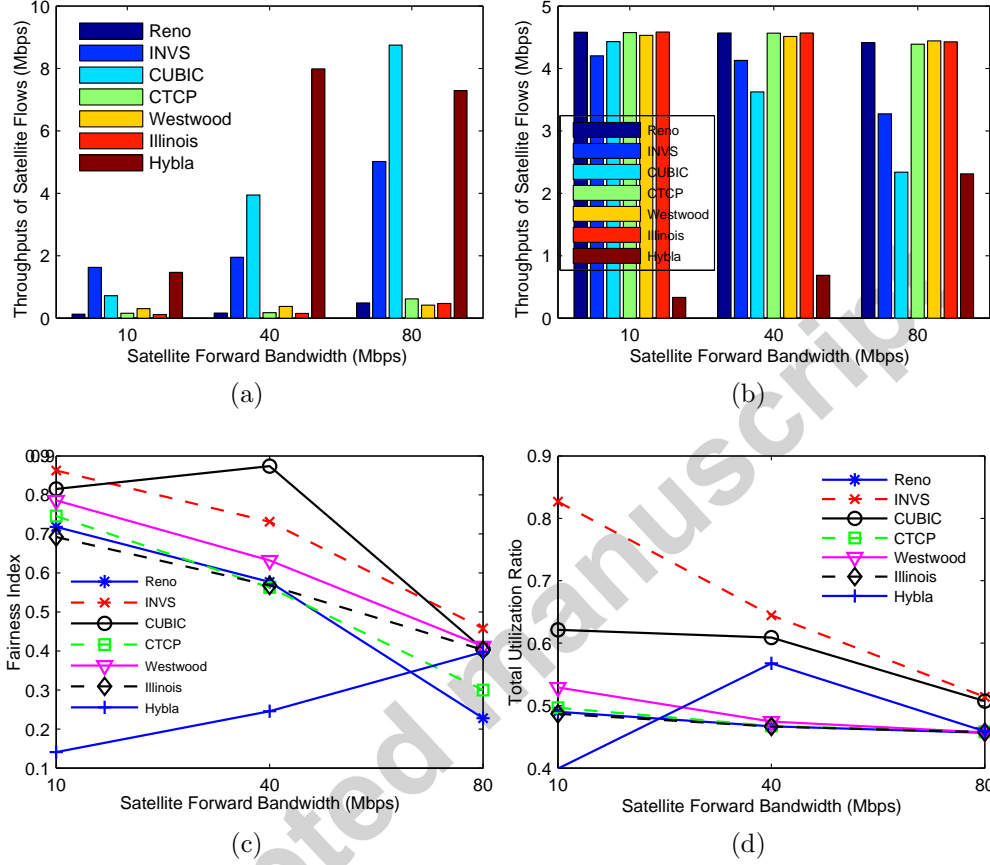 Throughputs of Satellite Flows (Mbps)
10
8
6
4
2
0
Reno
INVS
CUBIC
CTCP
Westwood
Illinois
Hybla
10
40
80
Satellite Forward Bandwidth (Mbps)
(a)
Throughputs of Satellite Flows (Mbps)
5
4
3
2
1
0
Reno
INVS
CUBIC
CTCP
Westwood
Illinois
Hybla
10
40
80
Satellite Forward Bandwidth (Mbps)
(b)
Fairness Index
0.9
0.8
0.7
0.6
0.5
0.4
0.3
0.2
0.1
Reno
INVS
CUBIC
CTCP
Westwood
Illinois
Hybla
10
40
80
Satellite Forward Bandwidth (Mbps)
(c)
Total Utilization Ratio
0.9
0.8
0.7
0.6
0.5
0.4
Reno
INVS
CUBIC
CTCP
Westwood
Illinois
Hybla
10
40
80
Satellite Forward Bandwidth (Mbps)
(d)
manuscript